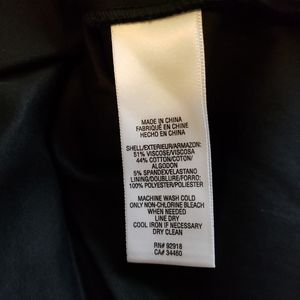 MADE IN CHINA
FABRIQUÉ EN CHINE
HECHO EN CHINA
SHELL/EXTERIEUR/ARMAZON:
51% VISCOSE/VISCOSA
44% COTTON/COTON/
ALGODON
5% SPANDEX/ELASTANO
LINING/DOUBLURE/FORRO:
100% POLYESTER/POLIESTER
MACHINE WASH COLD
ONLY NON-CHLORINE BLEACH
WHEN NEEDED
LINE DRY
COOL IRON IF NECESSARY
DRY CLEAN
RN# 92918
CA# 34460